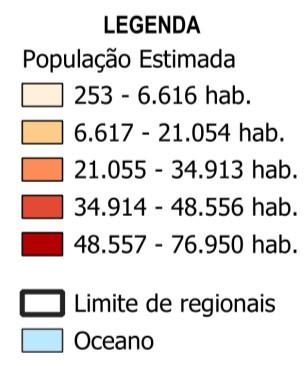 LEGENDA
População Estimada
253 - 6.616 hab.
6.617 - 21.054 hab.
21.055 - 34.913 hab.
34.914 - 48.556 hab.
48.557 - 76.950 hab.
Limite de regionais
Oceano